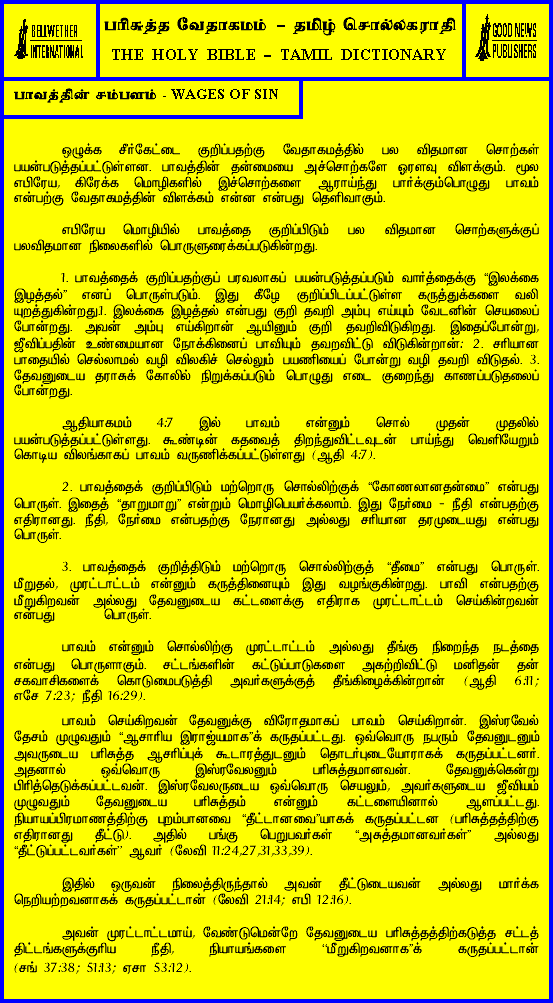 BELLWETHER
INTERNATIONAL
பரிசுத்த வேதாகமம் – தமிழ் சொல்லகராதி
THE HOLY BIBLE – TAMIL DICTIONARY
GOOD NEWS
PUBLISHERS
பாவத்தின் சம்பளம் - WAGES OF SIN
ஒழுக்க சீர்கேட்டை குறிப்பதற்கு வேதாகமத்தில் பல விதமான சொற்கள்
பயன்படுத்தப்பட்டுள்ளன. பாவத்தின் தன்மையை அச்சொற்களே ஓரளவு விளக்கும். மூல
எபிரேய, கிரேக்க மொழிகளில் இச்சொற்களை ஆராய்ந்து பார்க்கும்பொழுது பாவம்
என்பற்கு வேதாகமத்தின் விளக்கம் என்ன என்பது தெளிவாகும்.
எபிரேய மொழியில் பாவத்தை குறிப்பிடும் பல விதமான சொற்களுக்குப்
பலவிதமான நிலைகளில் பொருளுரைக்கப்படுகின்றது.
1. பாவத்தைக் குறிப்பதற்குப் பரவலாகப் பயன்படுத்தப்படும் வார்த்தைக்கு “இலக்கை
இழத்தல்” எனப் பொருள்படும். இது கீழே குறிப்பிடப்பட்டுள்ள கருத்துக்களை வலி
யுறத்துகின்றது.1. இலக்கை இழத்தல் என்பது குறி தவறி அம்பு எய்யும் வேடனின் செயலைப்
போன்றது. அவன் அம்பு எய்கிறான் ஆயினும் குறி தவறிவிடுகிறது. இதைப்போன்று,
ஜீவிப்பதின் உண்மையான நோக்கினைப் பாவியும் தவறவிட்டு விடுகின்றான்; 2. சரியான
பாதையில் செல்லாமல் வழி விலகிச் செல்லும் பயணியைப் போன்று வழி தவறி விடுதல். 3.
தேவனுடைய தராசுக் கோலில் நிறுக்கப்படும் பொழுது எடை குறைந்து காணப்படுதலைப்
போன்றது.
ஆதியாகமம் 4:7 இல் பாவம் என்னும் சொல் முதன் முதலில்
பயன்படுத்தப்பட்டுள்ளது. கூண்டின் கதவைத் திறந்துவிட்டவுடன் பாய்ந்து வெளியேறும்
கொடிய விலங்காகப் பாவம் வருணிக்கப்பட்டுள்ளது (ஆதி 4:7).
2. பாவத்தைக் குறிப்பிடும் மற்றொரு சொல்லிற்குக் “கோணலானதன்மை” என்பது
பொருள். இதைத் “தாறுமாறு” என்றும் மொழிபெயர்க்கலாம். இது நேர்மை - நீதி என்பதற்கு
எதிரானது. நீதி, நேர்மை என்பதற்கு நேரானது அல்லது சரியான தரமுடையது என்பது
பொருள்.
3. பாவத்தைக் குறித்திடும் மற்றொரு சொல்லிற்குத் “தீமை” என்பது பொருள்.
மீறுதல், முரட்டாட்டம் என்னும் கருத்தினையும் இது வழங்குகின்றது. பாவி என்பதற்கு
மீறுகிறவன் அல்லது தேவனுடைய கட்டளைக்கு எதிராக முரட்டாட்டம் செய்கின்றவன்
என்பது பொருள்.
பாவம் என்னும் சொல்லிற்கு முரட்டாட்டம் அல்லது தீங்கு நிறைந்த நடத்தை
என்பது பொருளாகும். சட்டங்களின் கட்டுப்பாடுகளை அகற்றிவிட்டு மனிதன் தன்
சகவாசிகளைக் கொடுமைபடுத்தி அவர்களுக்குத் தீங்கிழைக்கின்றான் (ஆதி 6:11;
எசே 7:23; நீதி 16:29).
பாவம் செய்கிறவன் தேவனுக்கு விரோதமாகப் பாவம் செய்கிறான். இஸ்ரவேல்
தேசம் முழுவதும் “ஆசாரிய இராஜ்யமாக”க் கருதப்பட்டது. ஒவ்வொரு நபரும் தேவனுடனும்
அவருடைய பரிசுத்த ஆசரிப்புக் கூடாரத்துடனும் தொடர்புடையோராகக் கருதப்பட்டனர்.
அதனால் ஒவ்வொரு இஸ்ரவேலனும் பரிசுத்தமானவன். தேவனுக்கென்று
பிரித்தெடுக்கப்பட்டவன். இஸ்ரவேலருடைய ஒவ்வொரு செயலும், அவர்களுடைய ஜீவியம்
முழுவதும் தேவனுடைய பரிசுத்தம் என்னும் கட்டளையினால் ஆளப்பட்டது.
நியாயப்பிரமாணத்திற்கு புறம்பானவை “தீட்டானவை”யாகக் கருதப்பட்டன (பரிசுத்தத்திற்கு
எதிரானது தீட்டு). அதில் பங்கு பெறுபவர்கள் “அசுத்தமானவர்கள்” அல்லது
“தீட்டுப்பட்டவர்கள்” ஆவர் (லேவி 11:24,27,31,33,39).
இதில் ஒருவன் நிலைத்திருந்தால் அவன் தீட்டுடையவன் அல்லது மார்க்க
நெறியற்றவனாகக் கருதப்பட்டான் (லேவி 21:14; எபி 12:16).
அவன் முரட்டாட்டமாய், வேண்டுமென்றே தேவனுடைய பரிசுத்தத்திற்கடுத்த சட்டத்
திட்டங்களுக்குரிய நீதி, நியாயங்களை “மீறுகிறவனாக”க் கருதப்பட்டான்
(சங் 37:38; 51:13; ஏசா 53:12).